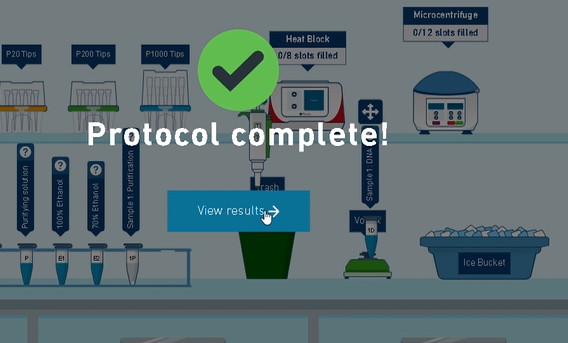 Microcentrifuge
0/12 slots filled
Heat Block
0/8 slots filled
P20 Tips
P200 Tips
P1000 Tips
Protocol complete!
View results
?
?
?
Purifying solution
100% Ethanol
70% Ethanol
Sample 1: Purification
Sample 1: DNA
P
E1
E2
1P
1D
Ice Bucket